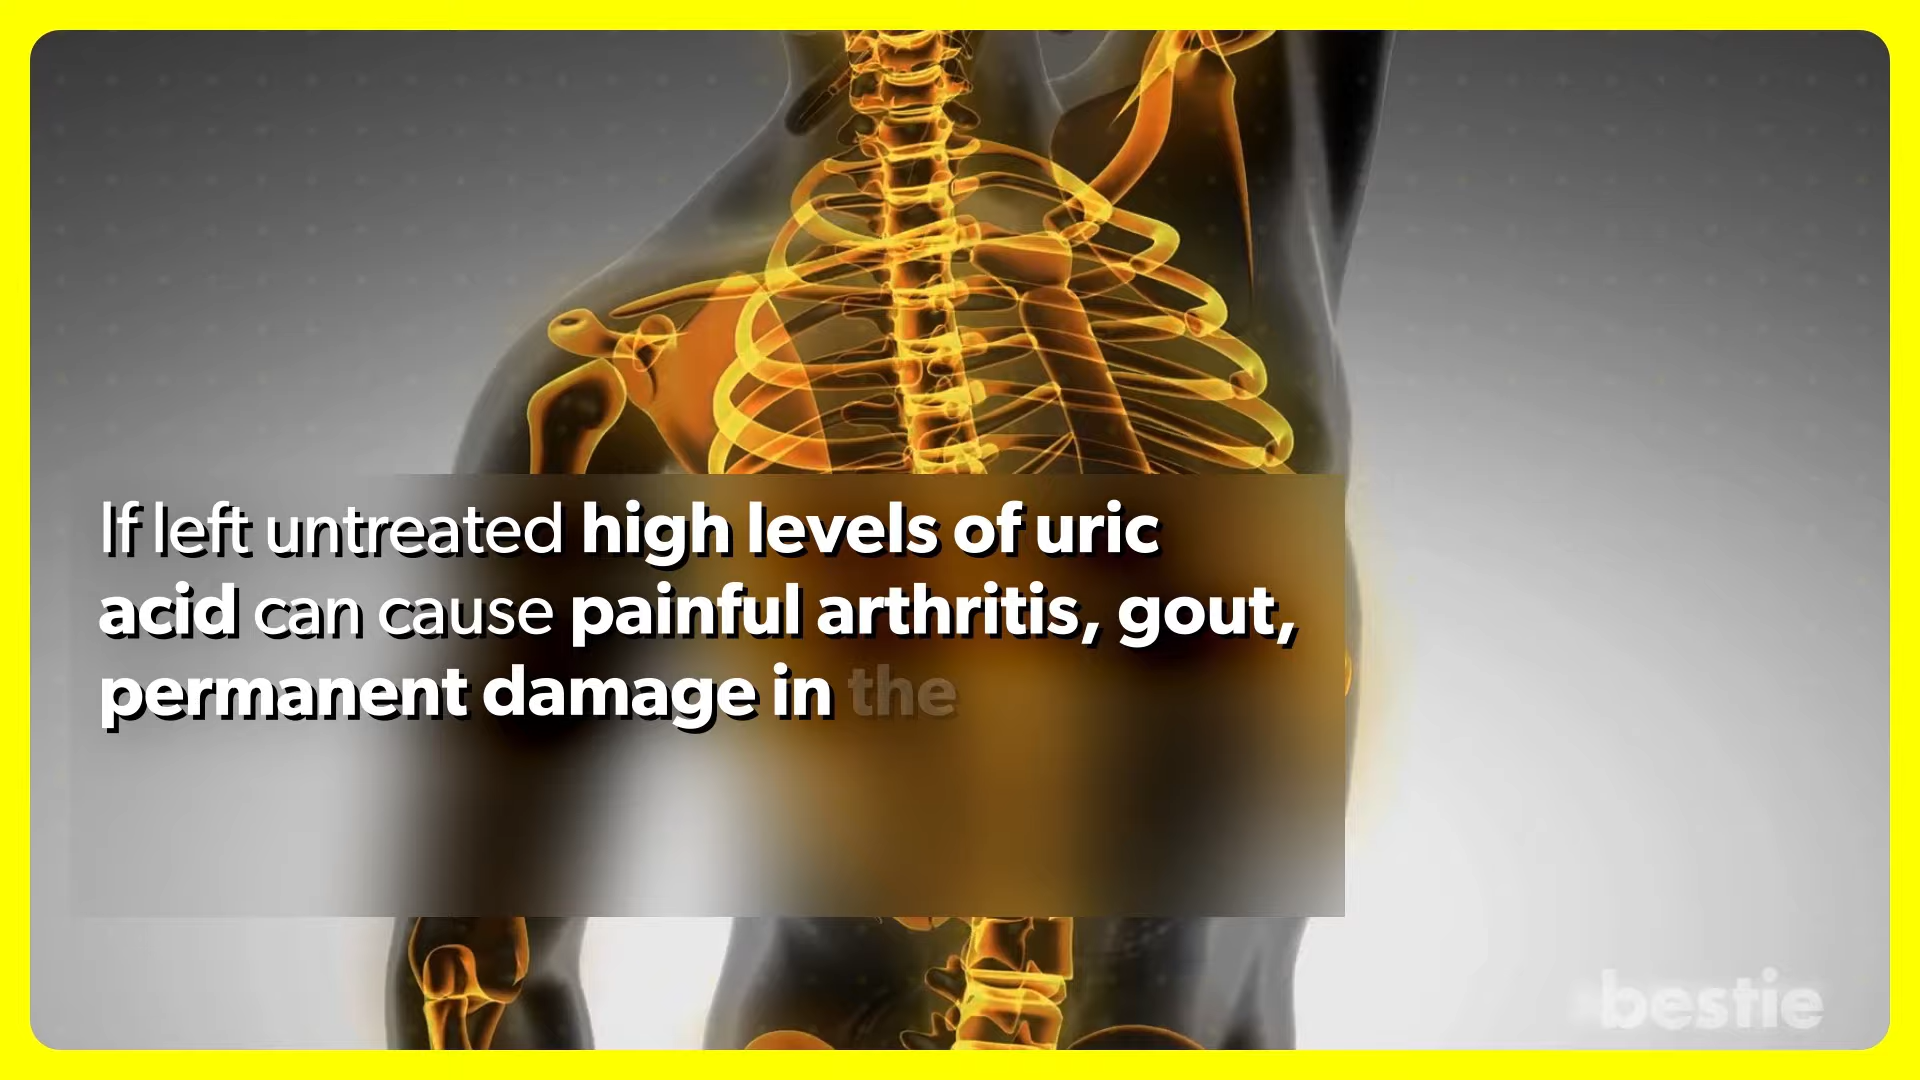 If left untreated high levels of uric
acid can cause painful arthritis, gout,
permanent damage in the
bestie